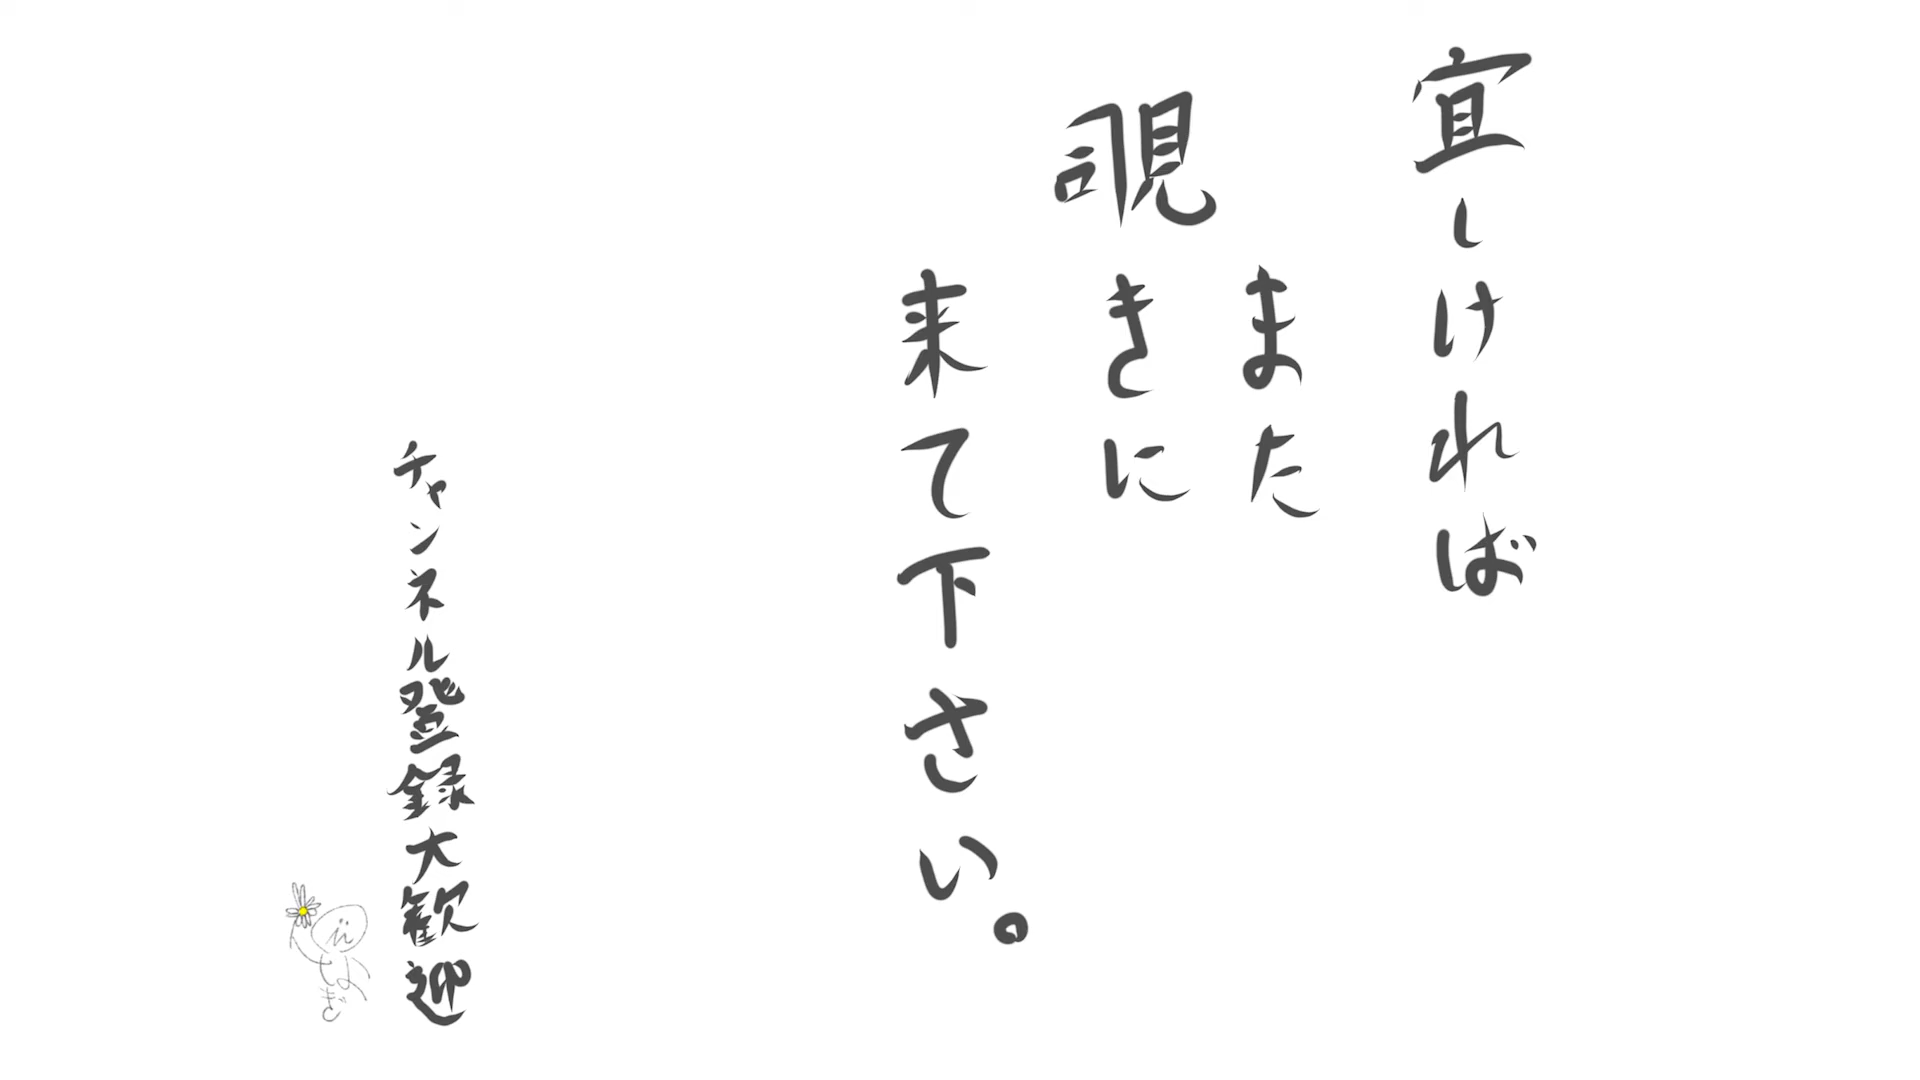 宜しければ
また
覗きに
来て下さい。
チャンネル登録大歓迎